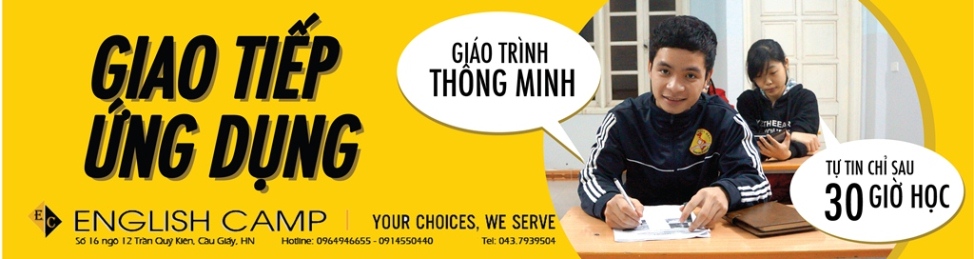 GIAO TIẾP
ỨNG DỤNG
GIÁO TRÌNH
THÔNG MINH
TỰ TIN CHỈ SAU
30 GIỜ HỌC
EC ENGLISH CAMP | YOUR CHOICES, WE SERVE
Số 16 ngõ 12 Trần Quý Kiên, Cầu Giấy, HN Hotline: 0964946655 - 0914550440 Tel: 043.7939504